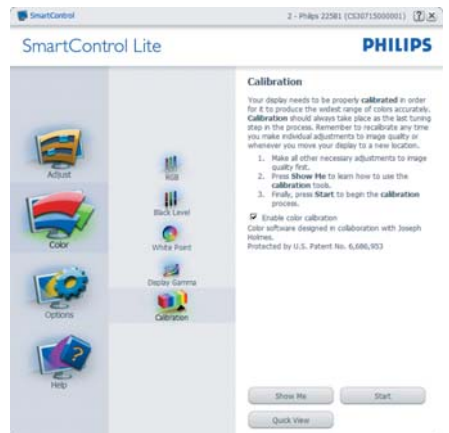 SmartControl
2 - Philips 225B1 (CS30715000001)
SmartControl Lite
PHILIPS
Adjust
Color
Options
Help
RGB
Black Level
White Point
Display Gamma
Calibration
Calibration
Your display needs to be properly calibrated in order
for it to produce the widest range of colors accurately.
Calibration should always take place as the last tuning
step in the process. Remember to recalibrate any time
you make individual adjustments to image quality or
whenever you move your display to a new location.
1. Make all other necessary adjustments to image
quality first.
2. Press Show Me to learn how to use the
calibration tools.
3. Finally, press Start to begin the calibration
process.
Enable color calibration
Color software designed in collaboration with Joseph
Holmes.
Protected by U.S. Patent No. 6,686,953
Show Me
Start
Quick View